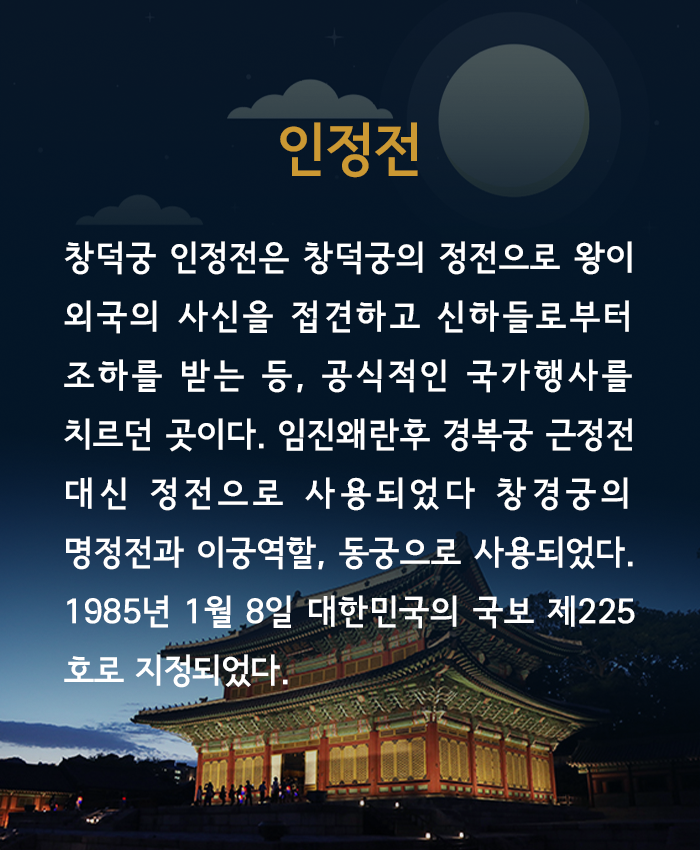 인정전
창덕궁 인정전은 창덕궁의 정전으로 왕이
외국의 사신을 접견하고 신하들로부터
조하를 받는 등, 공식적인 국가행사를
치르던 곳이다. 임진왜란후 경복궁 근정전
대신 정전으로 사용되었다 창경궁의
명정전과 이궁역할, 동궁으로 사용되었다.
1985년 1월 8일 대한민국의 국보 제225
호로 지정되었다.